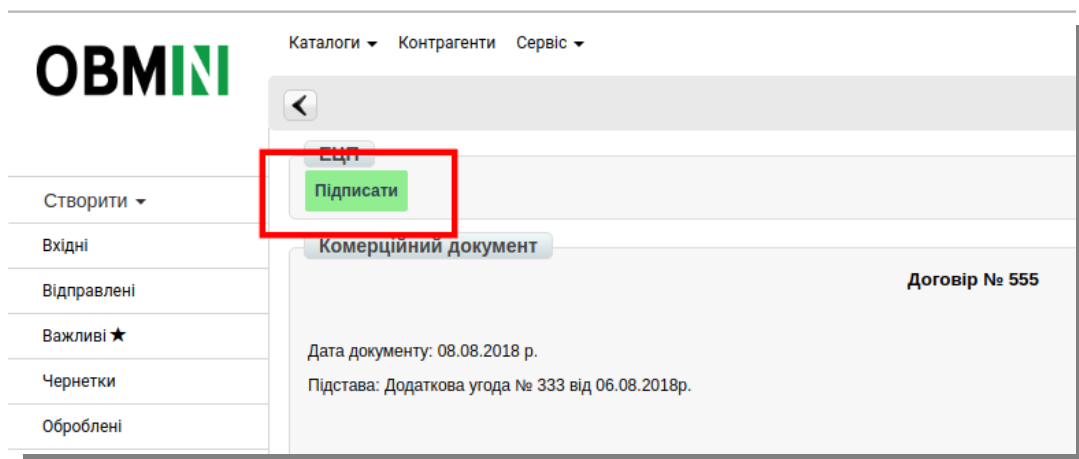 OBMIN
Каталоги Контрагенти Сервіс
ЕЦП
Підписати
Створити
Вхідні
Відправлені
Важливі ★
Чернетки
Оброблені
Комерційний документ
Договір № 555
Дата документу: 08.08.2018 р.
Підстава: Додаткова угода № 333 від 06.08.2018р.